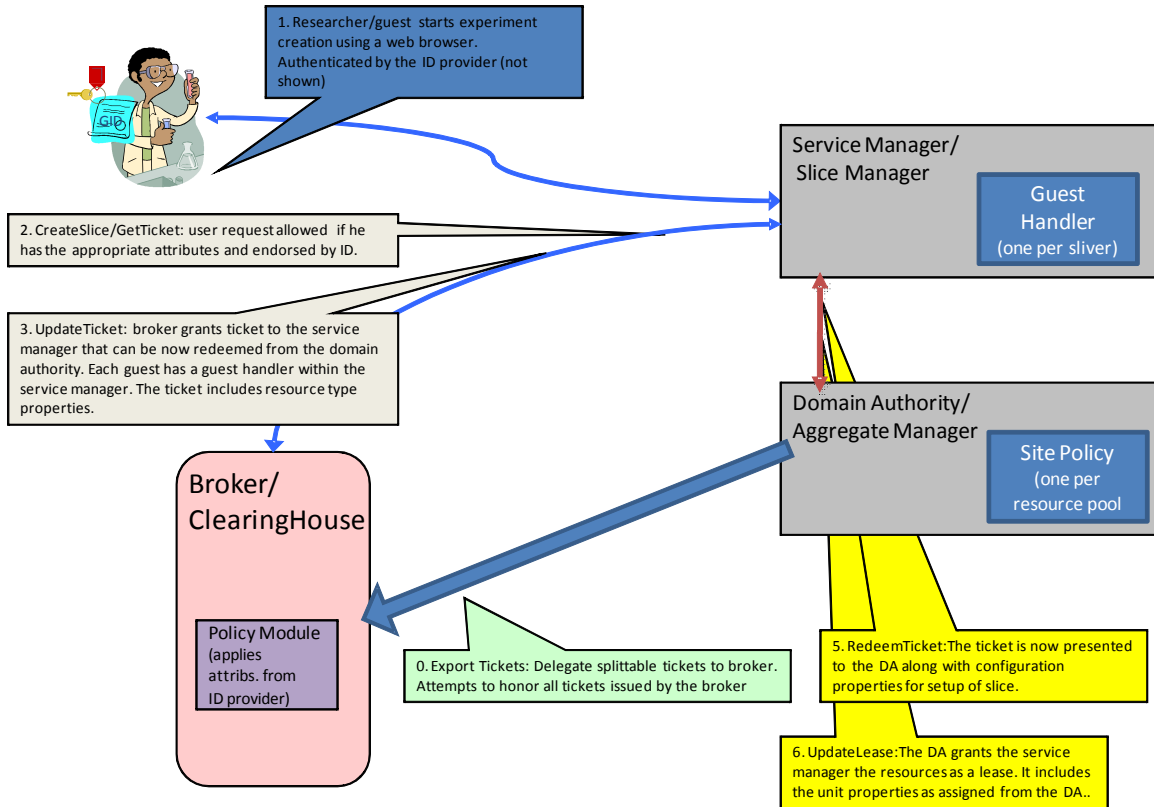 1. Researcher/guest starts experiment
creation using a web browser.
Authenticated by the ID provider (not
shown)
GID
Service Manager/
Slice Manager
Guest
Handler
(one per sliver)
2. CreateSlice/GetTicket: user request allowed if he
has the appropriate attributes and endorsed by ID.
3. UpdateTicket: broker grants ticket to the service
manager that can be now redeemed from the domain
authority. Each guest has a guest handler within the
service manager. The ticket includes resource type
properties.
Domain Authority/
Aggregate Manager
Site Policy
(one per
resource pool
Broker/
ClearingHouse
Policy Module
(applies
attribs. from
ID provider)
0. Export Tickets: Delegate splittable tickets to broker.
Attempts to honor all tickets issued by the broker
5. RedeemTicket:The ticket is now presented
to the DA along with configuration
properties for setup of slice.
6. UpdateLease:The DA grants the service
manager the resources as a lease. It includes
the unit properties as assigned from the DA..